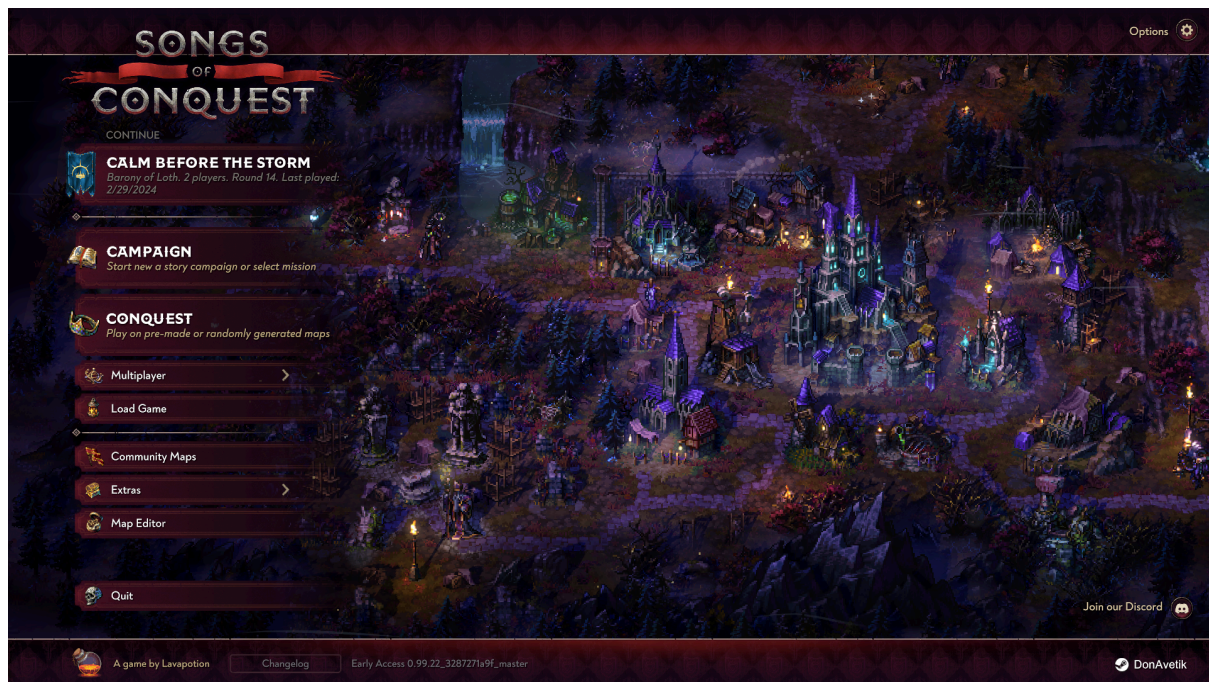 Options
SONGS
OF
CONQUEST
CONTINUE
CALM BEFORE THE STORM
Barony of Loth. 2 players. Round 14. Last played:
2/29/2024
CAMPAIGN
Start new a story campaign or select mission
CONQUEST
Play on pre-made or randomly generated maps
Multiplayer
Load Game
Community Maps
Extras
Map Editor
Quit
Join our Discord
A game by Lavapotion
Changelog
Early Access 0.99.22_3287271a9f_master
DonAvetik